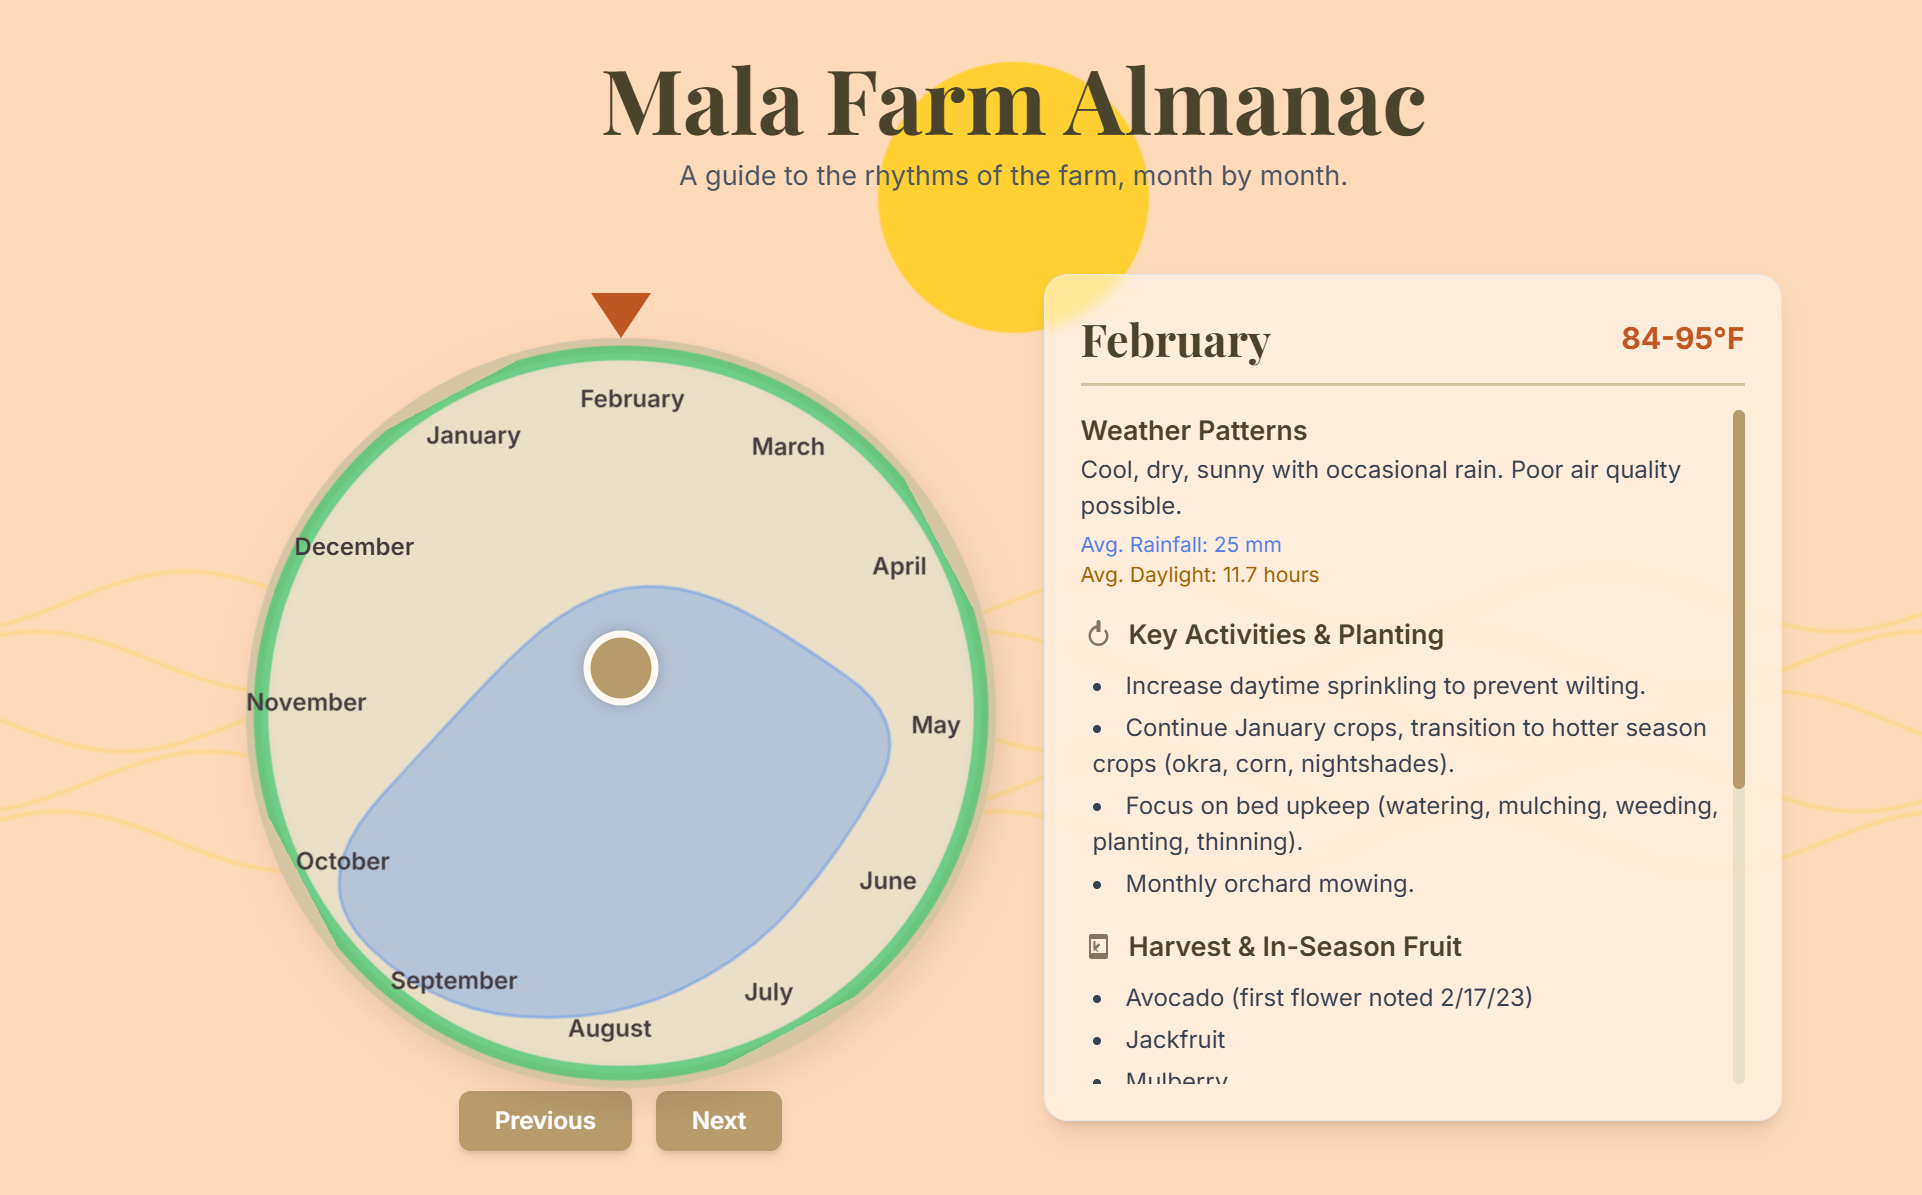 Mala Farm Almanac
A guide to the rhythms of the farm, month by month.
February
January
March
December
April
November
May
October
June
September
July
August
Previous
Next
February
84-95°F
Weather Patterns
Cool, dry, sunny with occasional rain. Poor air quality
possible.
Avg. Rainfall: 25 mm
Avg. Daylight: 11.7 hours
Key Activities & Planting
• Increase daytime sprinkling to prevent wilting.
• Continue January crops, transition to hotter season
crops (okra, corn, nightshades).
• Focus on bed upkeep (watering, mulching, weeding,
planting, thinning).
• Monthly orchard mowing.
Harvest & In-Season Fruit
• Avocado (first flower noted 2/17/23)
• Jackfruit
• Mulberry